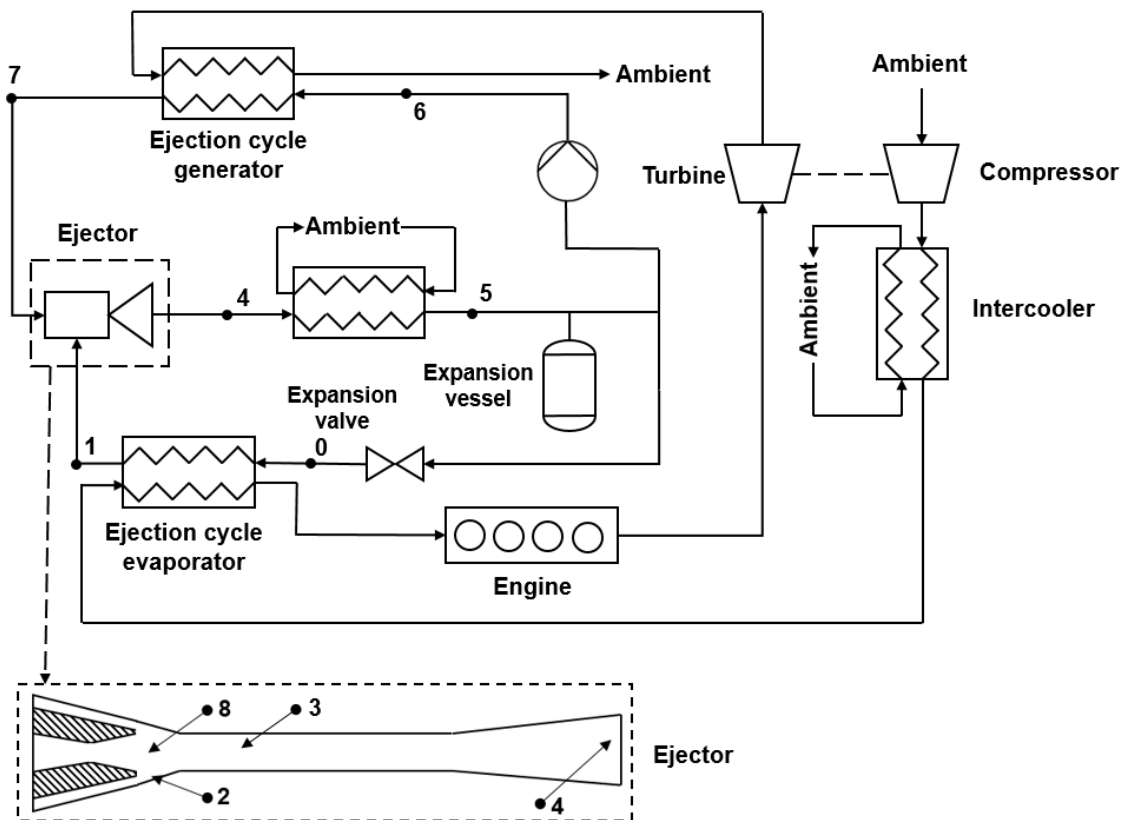 Ambient
Ambient
7
6
Ejection cycle
generator
Turbine
Compressor
Ejector
Ambient
4
5
Ambient
Intercooler
Expansion
vessel
Expansion
valve
1
0
Ejection cycle
evaporator
Engine
8
3
Ejector
2
4